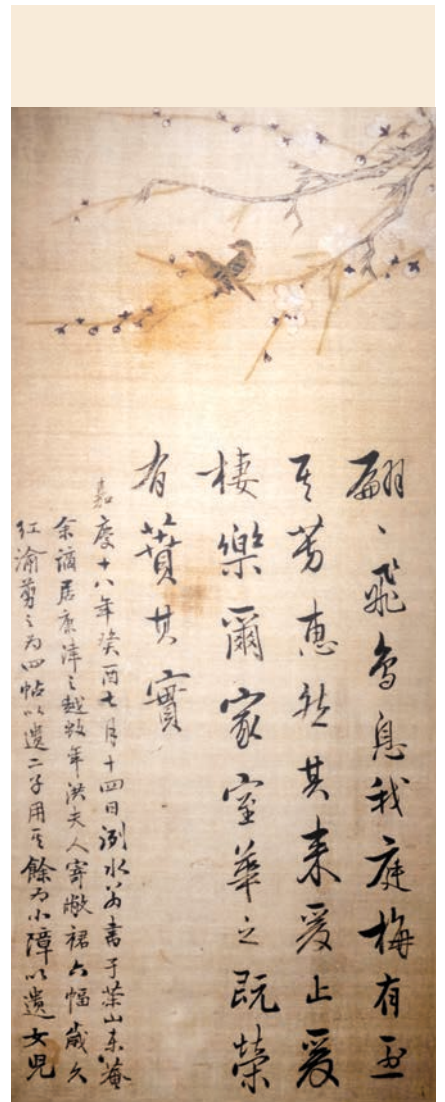 翩〻飛鳥息我庭梅有烈
其芳惠然其來爰止爰
棲樂爾家室華之既榮
有蕡其實
嘉慶十八年癸酉七月十四日洌水翁書于茶山東菴
余謫居康津之越數年洪夫人寄敝裙六幅歲久
紅渝剪之為四帖以遺二子用其餘為小障以遺女兒